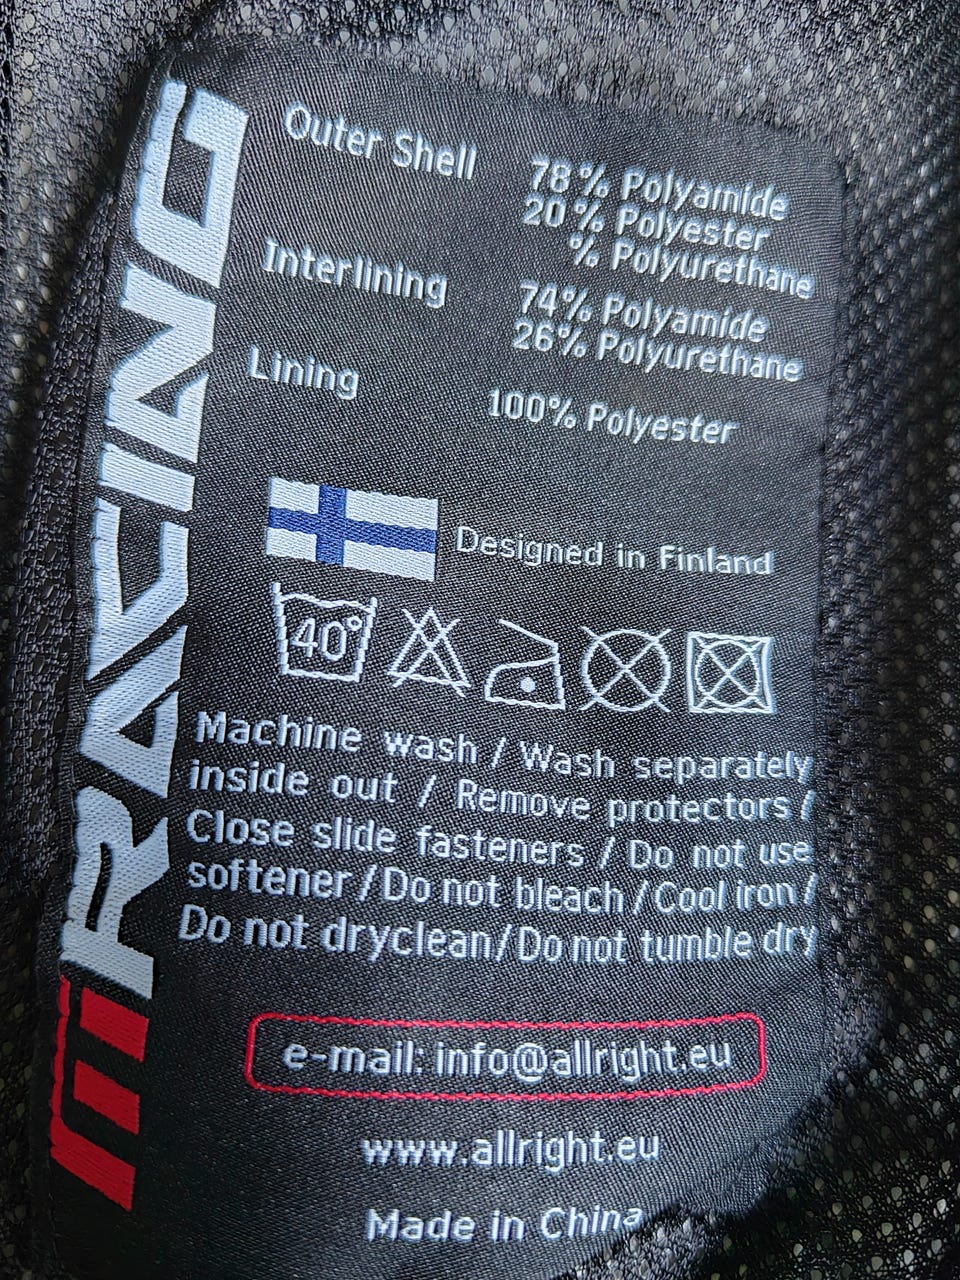 RACING
Outer Shell
78% Polyamide
20% Polyester
% Polyurethane
Interlining
74% Polyamide
26% Polyurethane
Lining
100% Polyester
Designed in Finland
40°
Machine wash / Wash separately
inside out / Remove protectors /
Close slide fasteners / Do not use
softener / Do not bleach / Cool iron /
Do not dryclean / Do not tumble dry
e-mail: info@allright.eu
www.allright.eu
Made in China